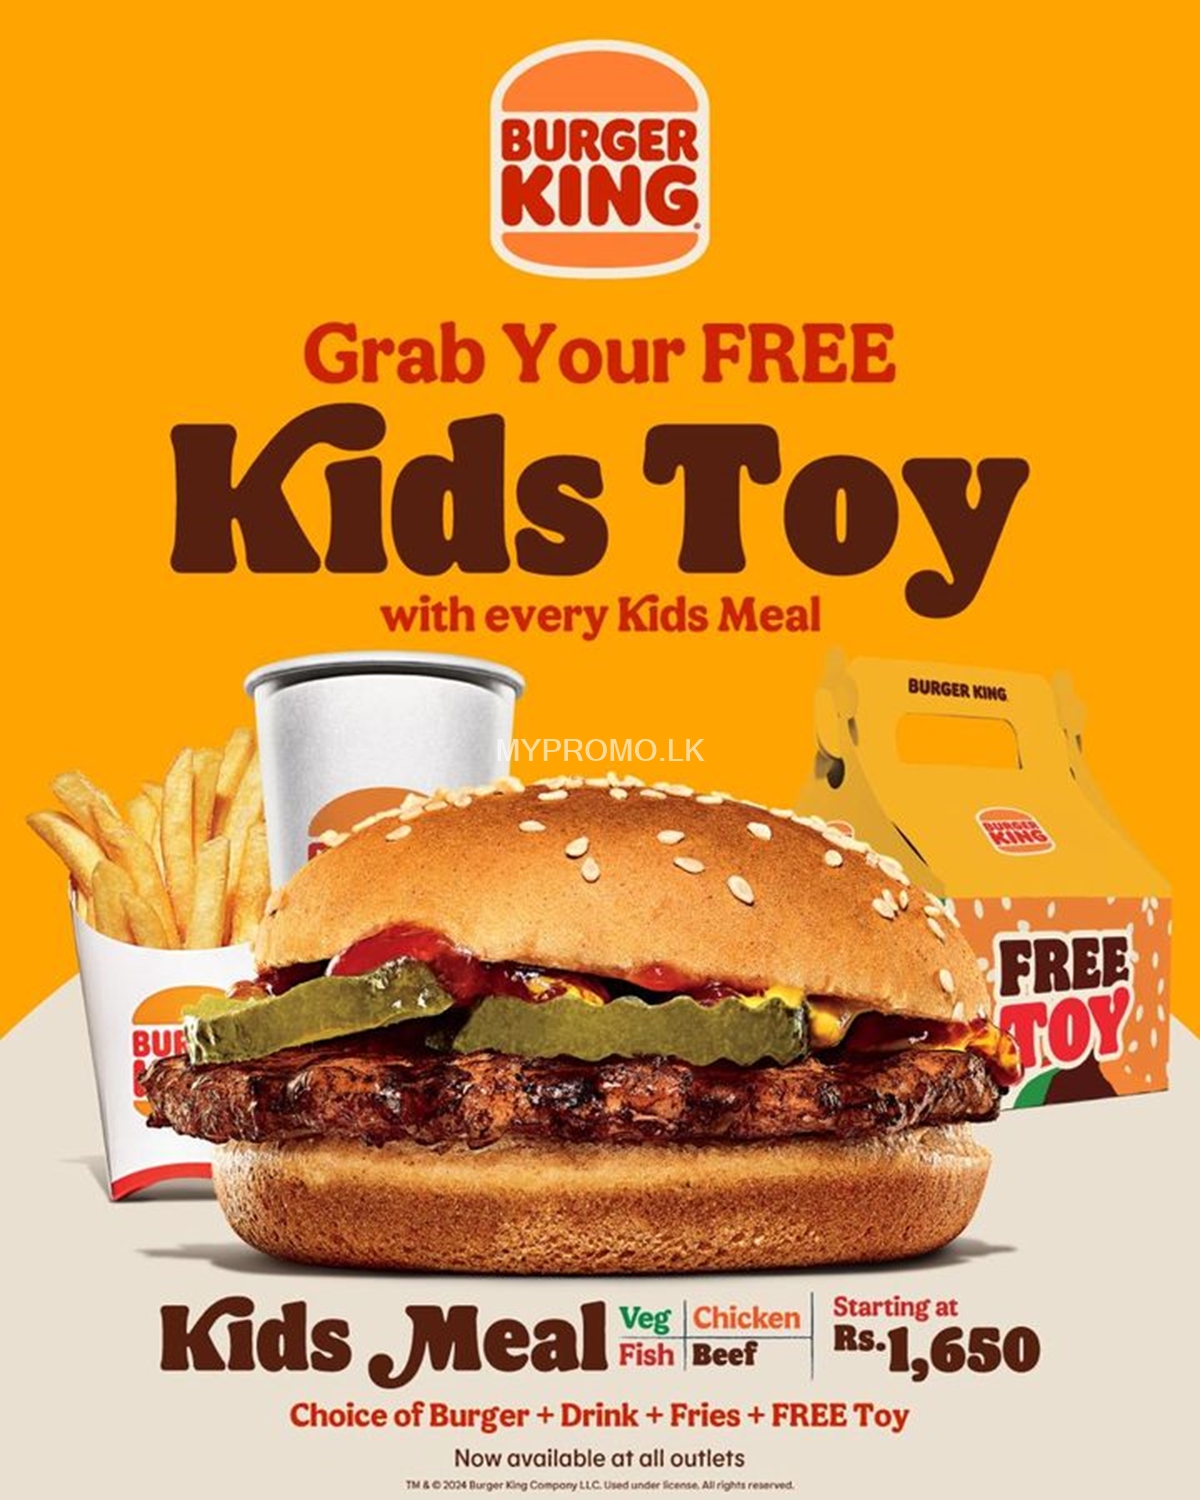 BURGER
KING
Grab Your FREE
Kids Toy
with every Kids Meal
BURGER KING
MYPROMO.LK
BURGER
KING
FREE
TOY
BUR
Kids Meal
Veg Chicken
Fish Beef
Starting at
Rs.1,650
Choice of Burger + Drink + Fries + FREE Toy
Now available at all outlets
TM & © 2024 Burger King Company LLC. Used under license. All rights reserved.